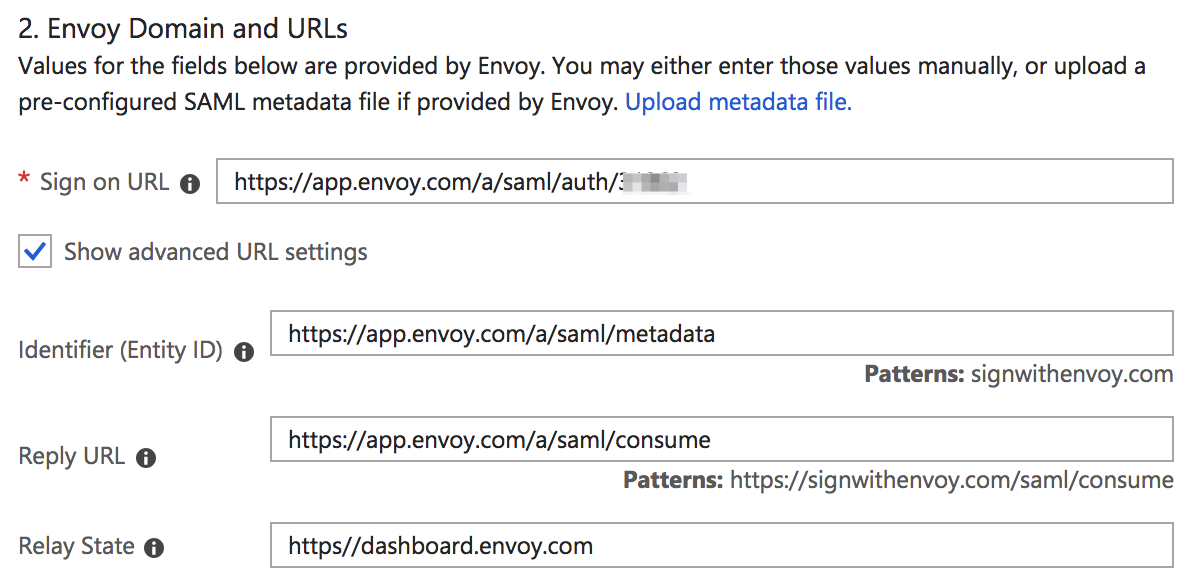 2. Envoy Domain and URLs
Values for the fields below are provided by Envoy. You may either enter those values manually, or upload a
pre-configured SAML metadata file if provided by Envoy. Upload metadata file.
* Sign on URL https://app.envoy.com/a/saml/auth/
Show advanced URL settings
Identifier (Entity ID) https://app.envoy.com/a/saml/metadata
Patterns: signwithenvoy.com
Reply URL https://app.envoy.com/a/saml/consume
Patterns: https://signwithenvoy.com/saml/consume
Relay State https//dashboard.envoy.com